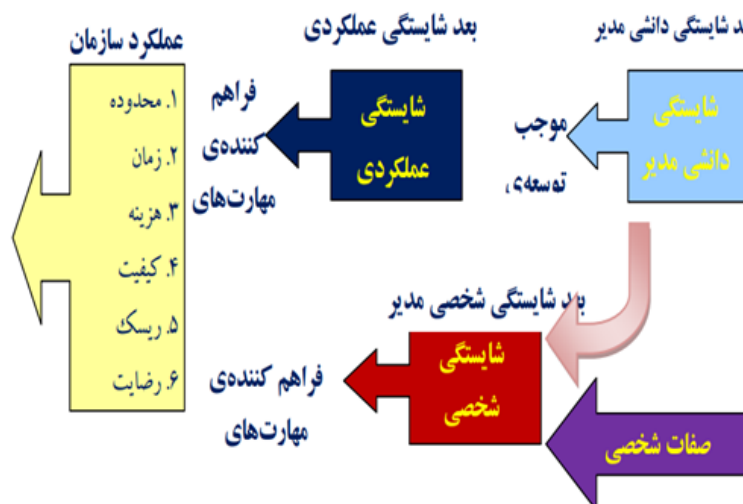 بعد شایستگی دانشی مدیر
شایستگی
دانشی مدیر
موجب
توسعه‌ی
بعد شایستگی عملکردی
شایستگی
عملکردی
فراهم
کننده‌ی
مهارت‌های
عملکرد سازمان
۱. محدوده
۲. زمان
۳. هزینه
۴. کیفیت
۵. ریسک
۶. رضایت
بعد شایستگی شخصی مدیر
شایستگی
شخصی
فراهم کننده‌ی
مهارت‌های
صفات شخصی